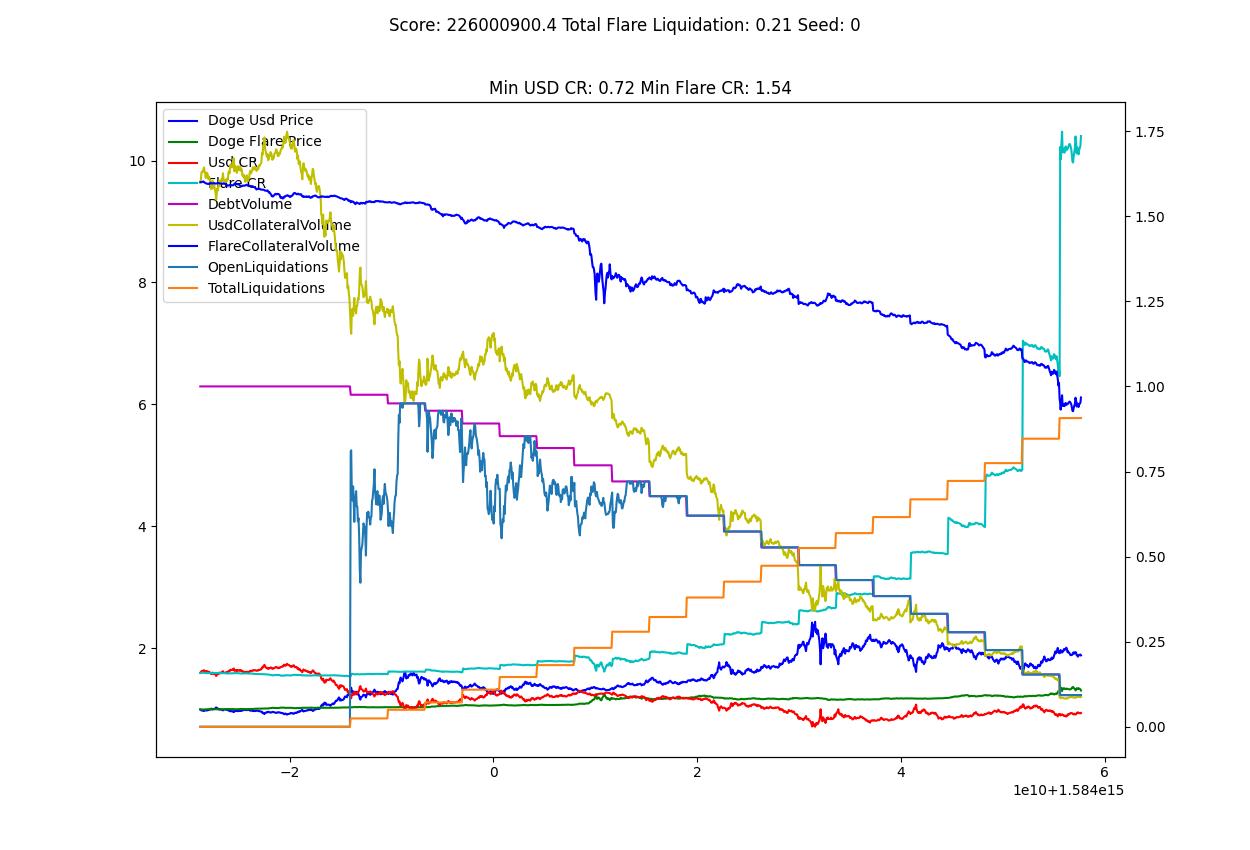 Score: 226000900.4 Total Flare Liquidation: 0.21 Seed: 0
Min USD CR: 0.72 Min Flare CR: 1.54
Doge Usd Price
Doge Flare Price
Usd CR
Flare CR
DebtVolume
UsdCollateralVolume
FlareCollateralVolume
OpenLiquidations
TotalLiquidations
10
8
6
4
2
1.75
1.50
1.25
1.00
0.75
0.50
0.25
0.00
−2 0 2 4 6
1e10+1.584e15